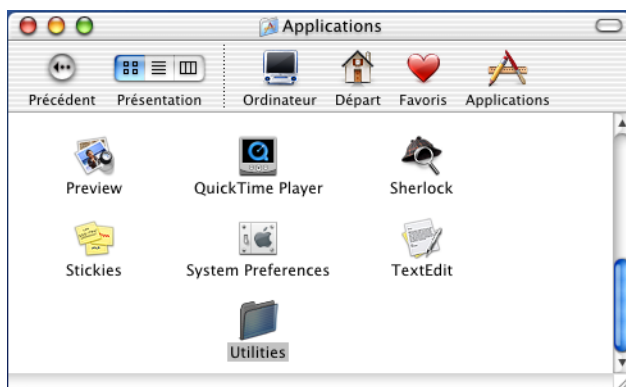 Applications
Précédent Présentation Ordinateur Départ Favoris Applications
Preview QuickTime Player Sherlock
Stickies System Preferences TextEdit
Utilities